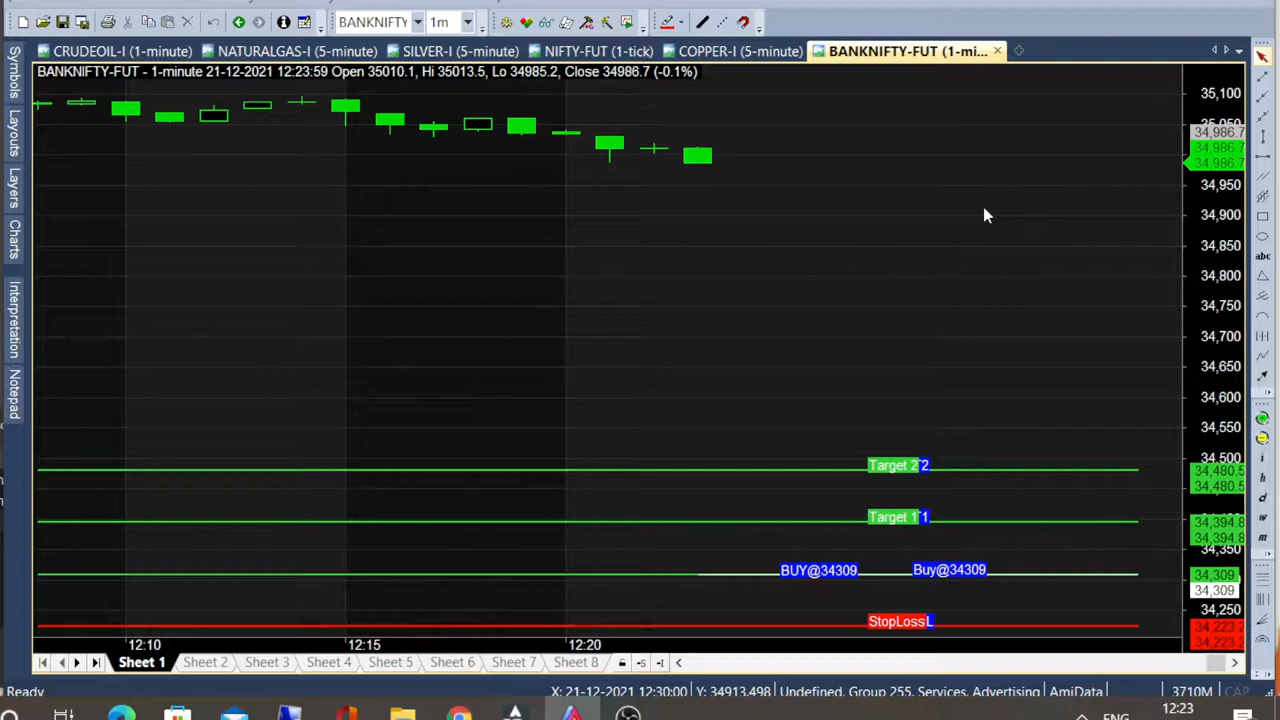 BANKNIFTY
1m
CRUDEOIL-I (1-minute)
NATURALGAS-I (5-minute)
SILVER-I (5-minute)
NIFTY-FUT (1-tick)
COPPER-I (5-minute)
BANKNIFTY-FUT (1-mi...
BANKNIFTY-FUT - 1-minute 21-12-2021 12:23:59 Open 35010.1, Hi 35013.5, Lo 34985.2, Close 34986.7 (-0.1%)
Symbols
Layouts
Layers
Charts
Interpretation
Notepad
35,100
34,986.7
34,986.7
34,986.7
34,950
34,900
34,850
34,800
34,750
34,700
34,650
34,600
34,550
34,500
Target 2
34,480.5
34,480.5
Target 1
34,394.8
34,394.8
34,350
BUY@34309
Buy@34309
34,309
34,309
34,250
StopLoss
34,223.2
34,223.2
12:10
12:15
12:20
abc
i
h
d
w
m
Sheet 1
Sheet 2
Sheet 3
Sheet 4
Sheet 5
Sheet 6
Sheet 7
Sheet 8
Ready
X: 21-12-2021 12:30:00
Y: 34913.498
Undefined, Group 255, Services, Advertising
AmiData
3710M
CAP
ENG
12:23